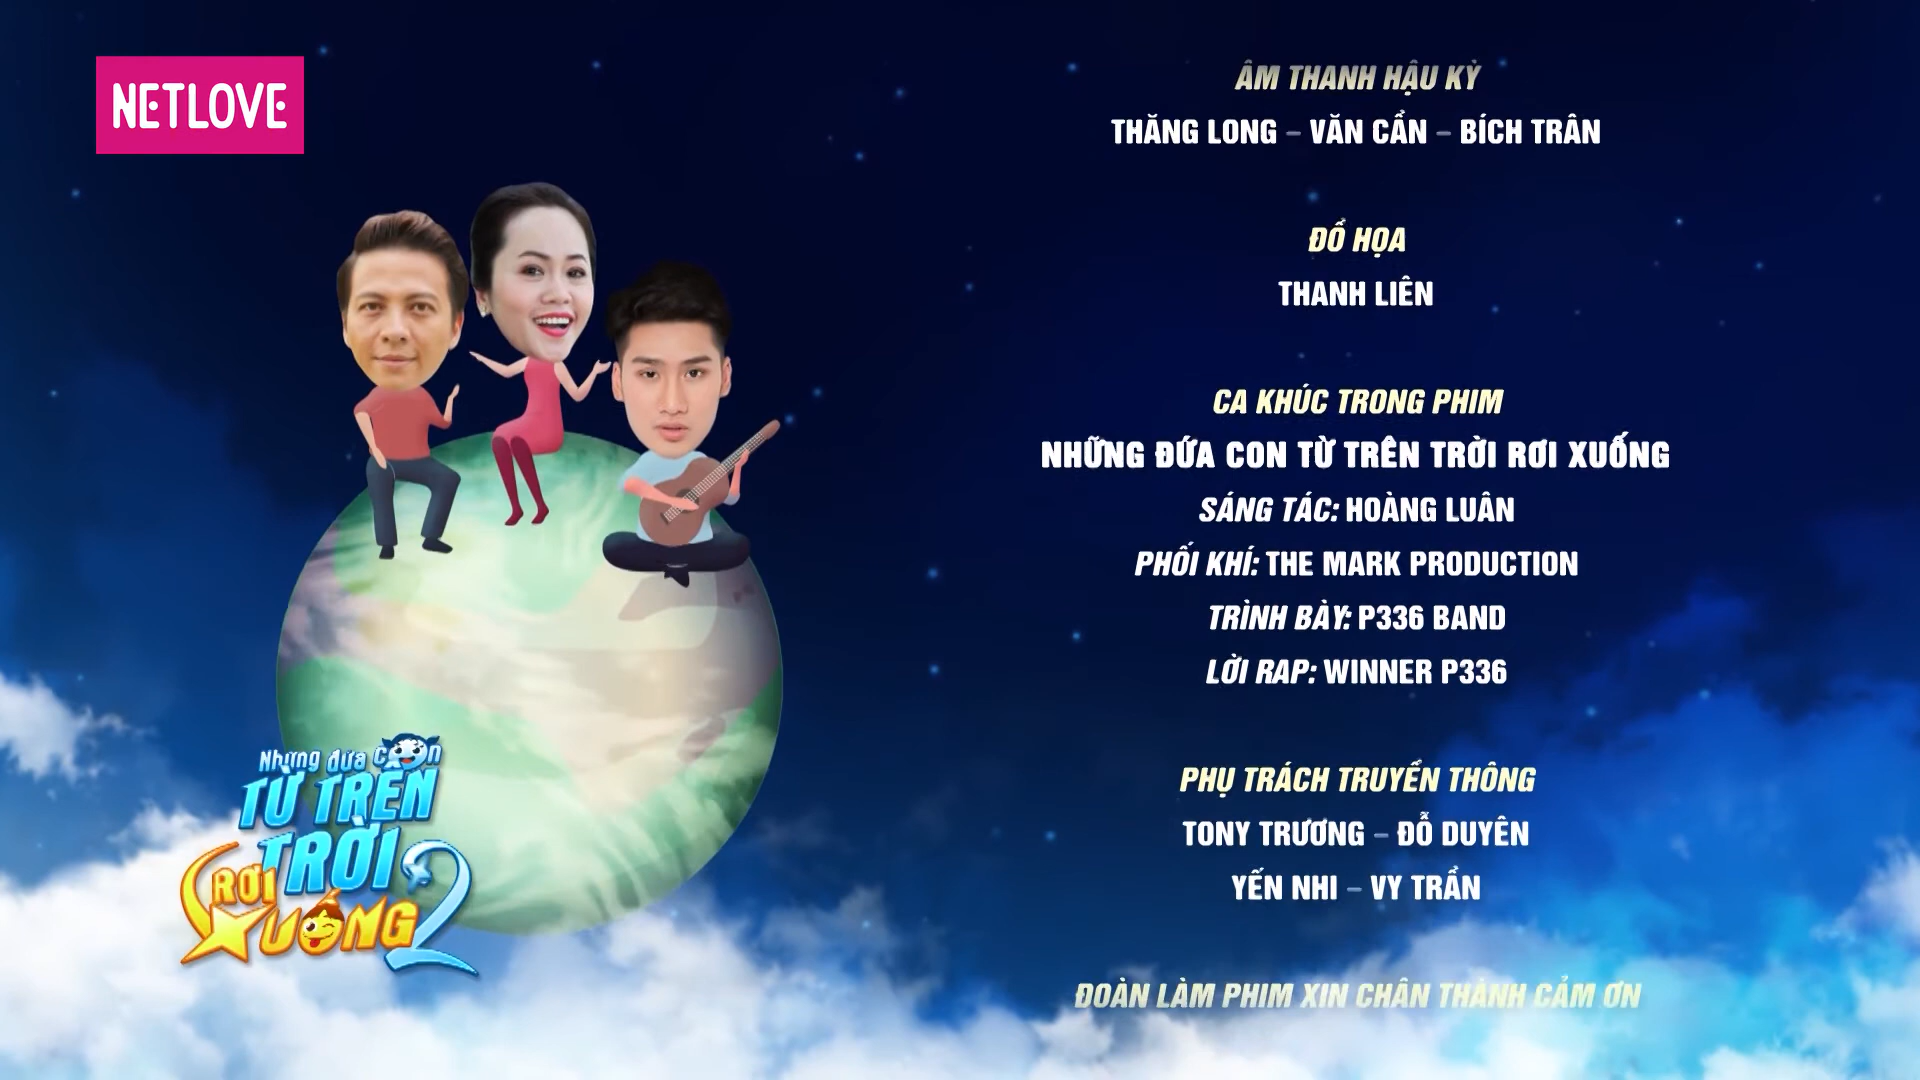 NETLOVE
ÂM THANH HẬU KỲ
THĂNG LONG – VĂN CẨN – BÍCH TRÂN
ĐỒ HỌA
THANH LIÊN
CA KHÚC TRONG PHIM
NHỮNG ĐỨA CON TỪ TRÊN TRỜI RƠI XUỐNG
SÁNG TÁC: HOÀNG LUÂN
PHỐI KHÍ: THE MARK PRODUCTION
TRÌNH BÀY: P336 BAND
LỜI RAP: WINNER P336
PHỤ TRÁCH TRUYỀN THÔNG
TONY TRƯƠNG – ĐỖ DUYÊN
YẾN NHI – VY TRẦN
ĐOÀN LÀM PHIM XIN CHÂN THÀNH CẢM ƠN
Những đứa con
TỪ TRÊN
TRỜI
RƠI
XUỐNG 2